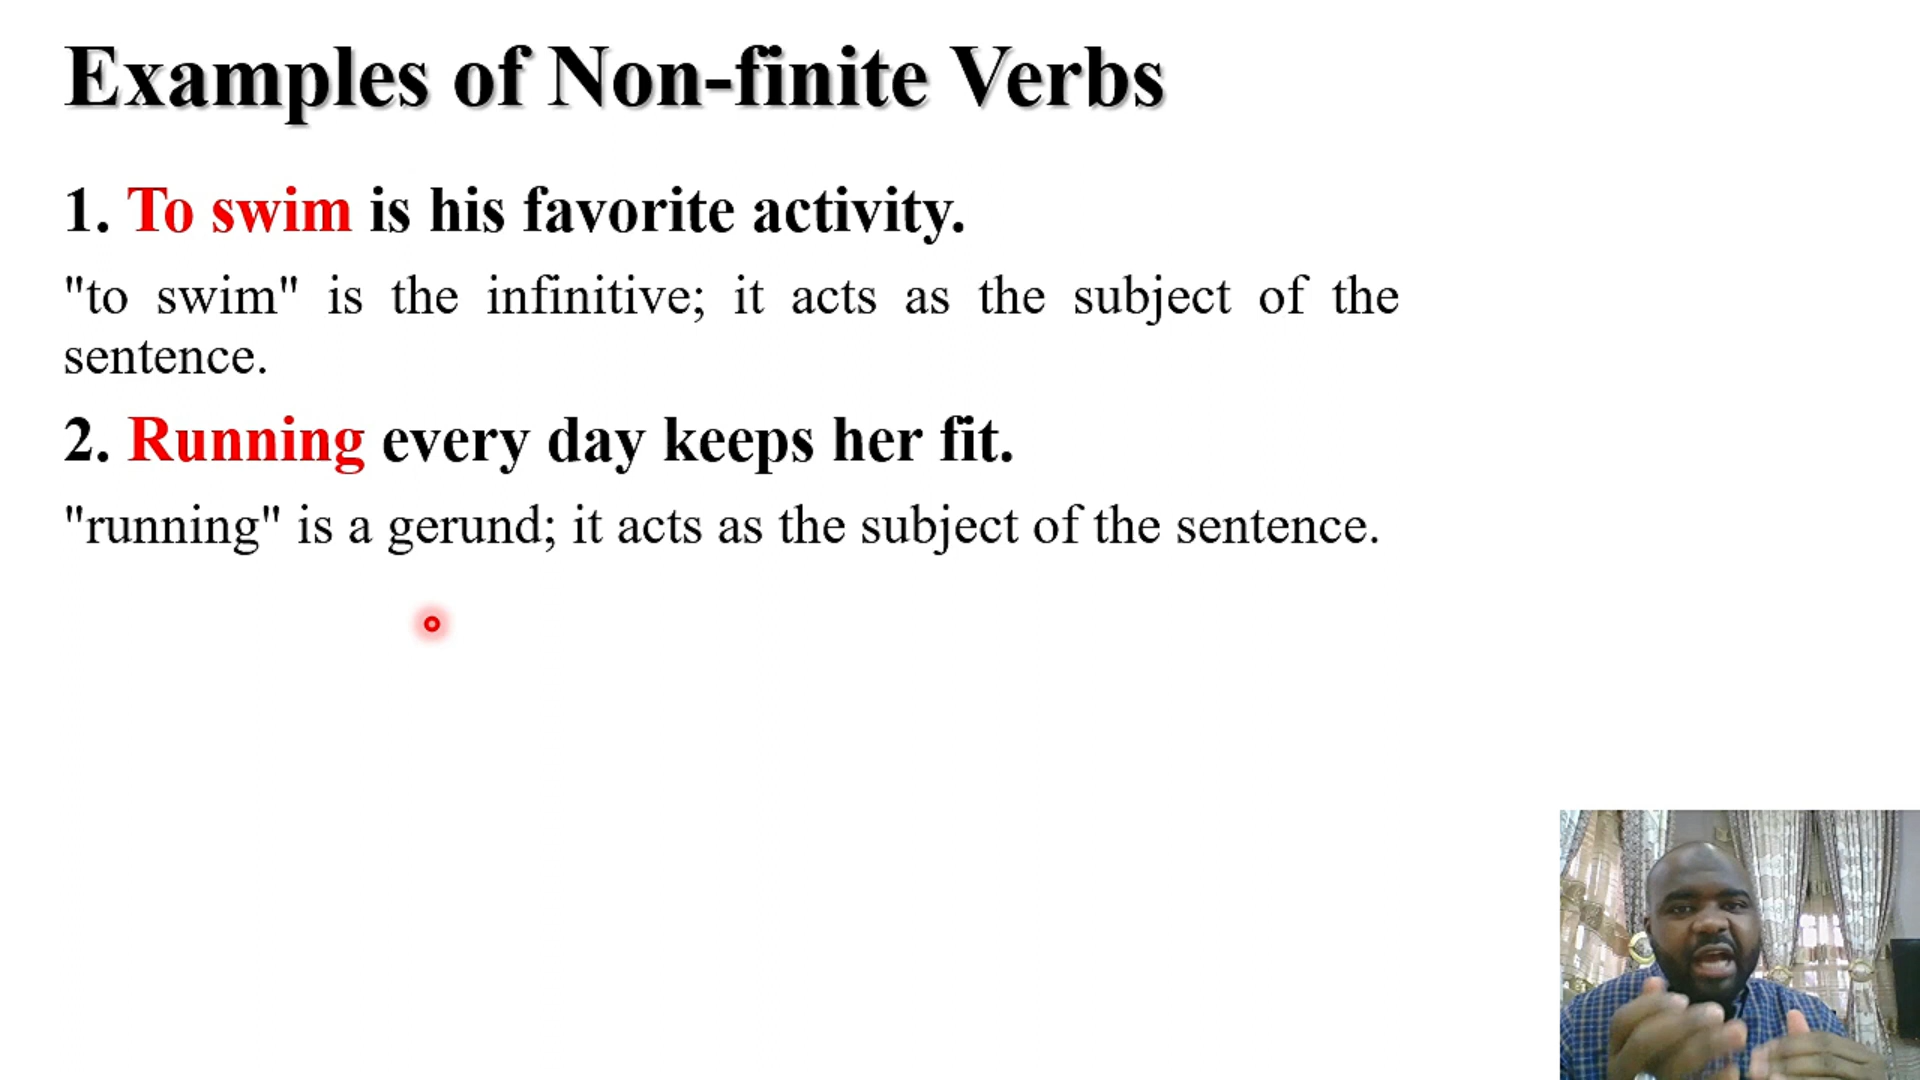 Examples of Non-finite Verbs
1. To swim is his favorite activity.
"to swim" is the infinitive; it acts as the subject of the
sentence.
2. Running every day keeps her fit.
"running" is a gerund; it acts as the subject of the sentence.